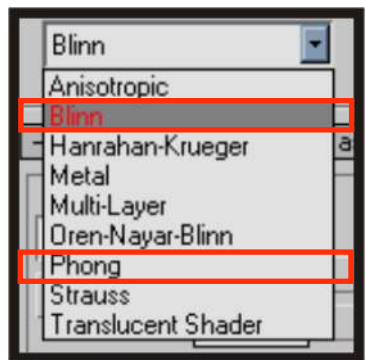 Blinn
Anisotropic
Blinn
Hanrahan-Krueger
Metal
Multi-Layer
Oren-Nayar-Blinn
Phong
Strauss
Translucent Shader